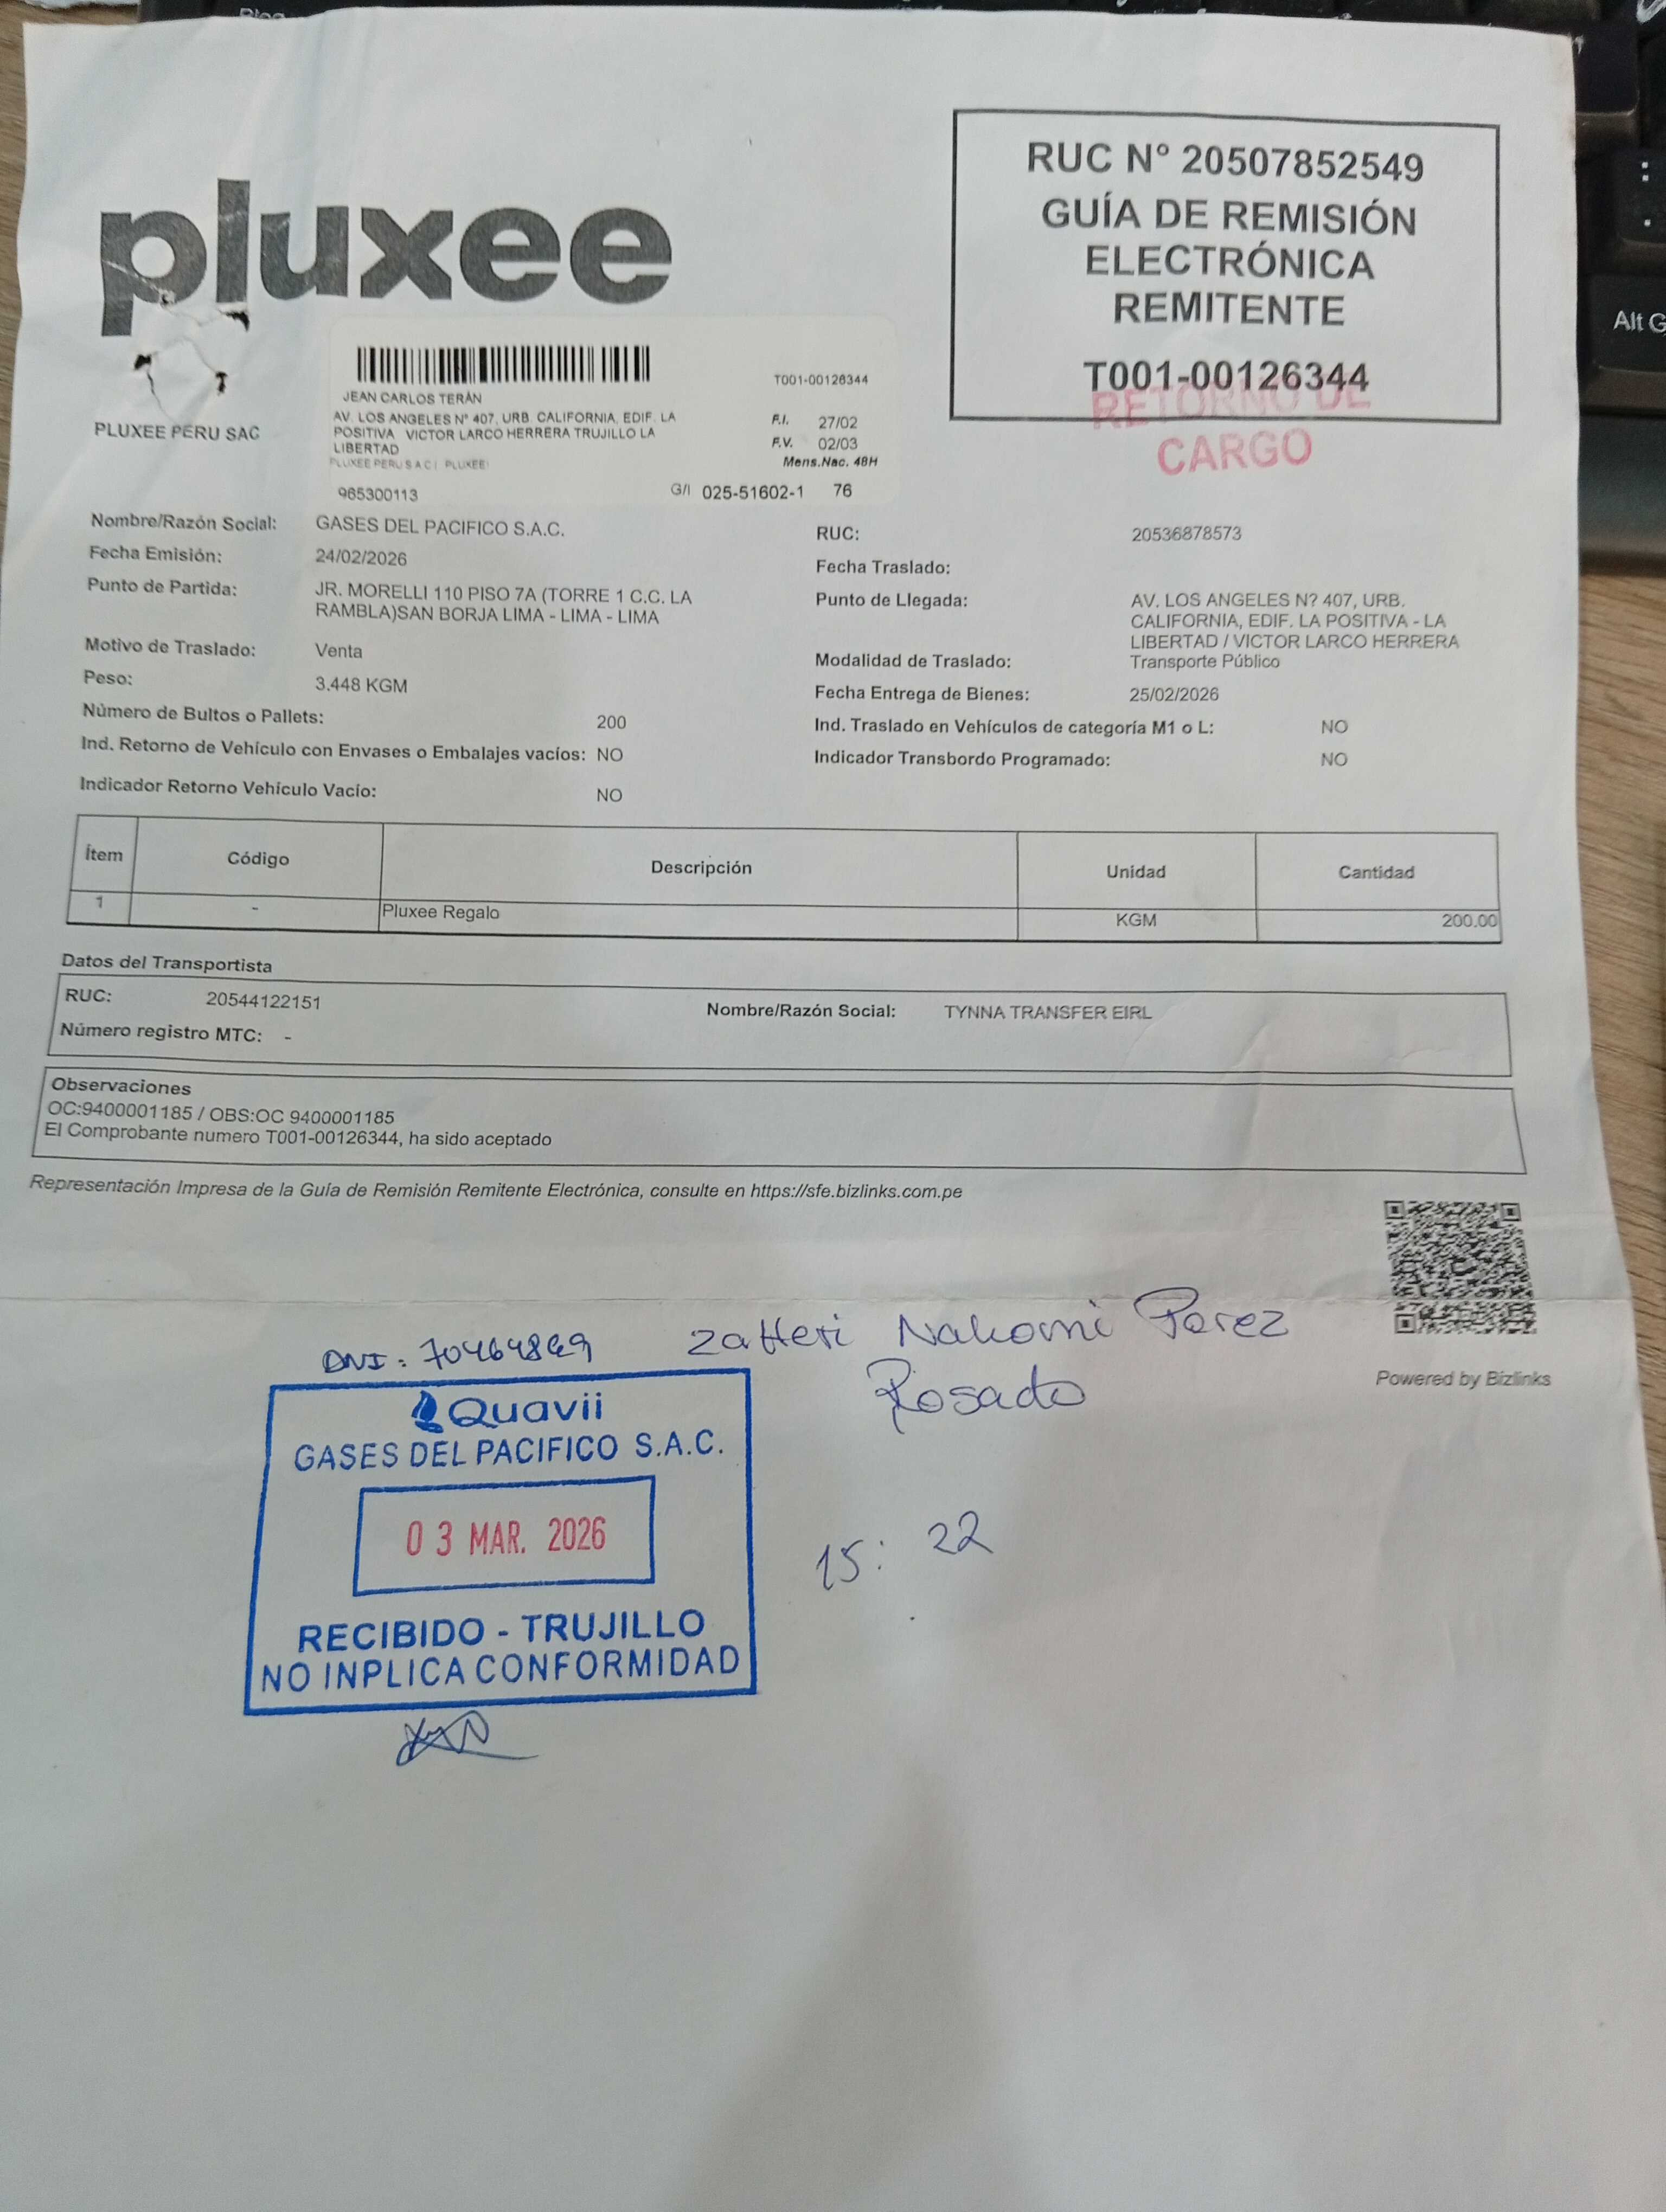 pluxee
PLUXEE PERU SAC
RUC N° 20507852549
GUÍA DE REMISIÓN
ELECTRÓNICA
REMITENTE
T001-00126344
RETORNO DE
CARGO
T001-00126344
JEAN CARLOS TERÁN
AV. LOS ANGELES N° 407, URB. CALIFORNIA, EDIF. LA
POSITIVA VICTOR LARCO HERRERA TRUJILLO LA
LIBERTAD
PLUXEE PERU S A C | PLUXEE
F.I. 27/02
F.V. 02/03
Mens.Nac. 48H
965300113 G/I 025-51602-1 76
Nombre/Razón Social: GASES DEL PACIFICO S.A.C.
RUC: 20536878573
Fecha Emisión: 24/02/2026
Fecha Traslado:
Punto de Partida: JR. MORELLI 110 PISO 7A (TORRE 1 C.C. LA
RAMBLA)SAN BORJA LIMA - LIMA - LIMA
Punto de Llegada: AV. LOS ANGELES N? 407, URB.
CALIFORNIA, EDIF. LA POSITIVA - LA
LIBERTAD / VICTOR LARCO HERRERA
Motivo de Traslado: Venta
Modalidad de Traslado: Transporte Público
Peso: 3.448 KGM
Fecha Entrega de Bienes: 25/02/2026
Número de Bultos o Pallets: 200
Ind. Traslado en Vehículos de categoría M1 o L: NO
Ind. Retorno de Vehículo con Envases o Embalajes vacíos: NO
Indicador Transbordo Programado: NO
Indicador Retorno Vehículo Vacío: NO
Ítem Código Descripción Unidad Cantidad
1 - Pluxee Regalo KGM 200.00
Datos del Transportista
RUC: 20544122151 Nombre/Razón Social: TYNNA TRANSFER EIRL
Número registro MTC: -
Observaciones
OC:9400001185 / OBS:OC 9400001185
El Comprobante numero T001-00126344, ha sido aceptado
Representación Impresa de la Guía de Remisión Remitente Electrónica, consulte en https://sfe.bizlinks.com.pe
Powered by Bizlinks
DNI:
Zatteri Nakomi Perez
Rosado
Quavii
GASES DEL PACIFICO S.A.C.
03 MAR. 2026
RECIBIDO - TRUJILLO
NO INPLICA CONFORMIDAD
15: 22
Alt G